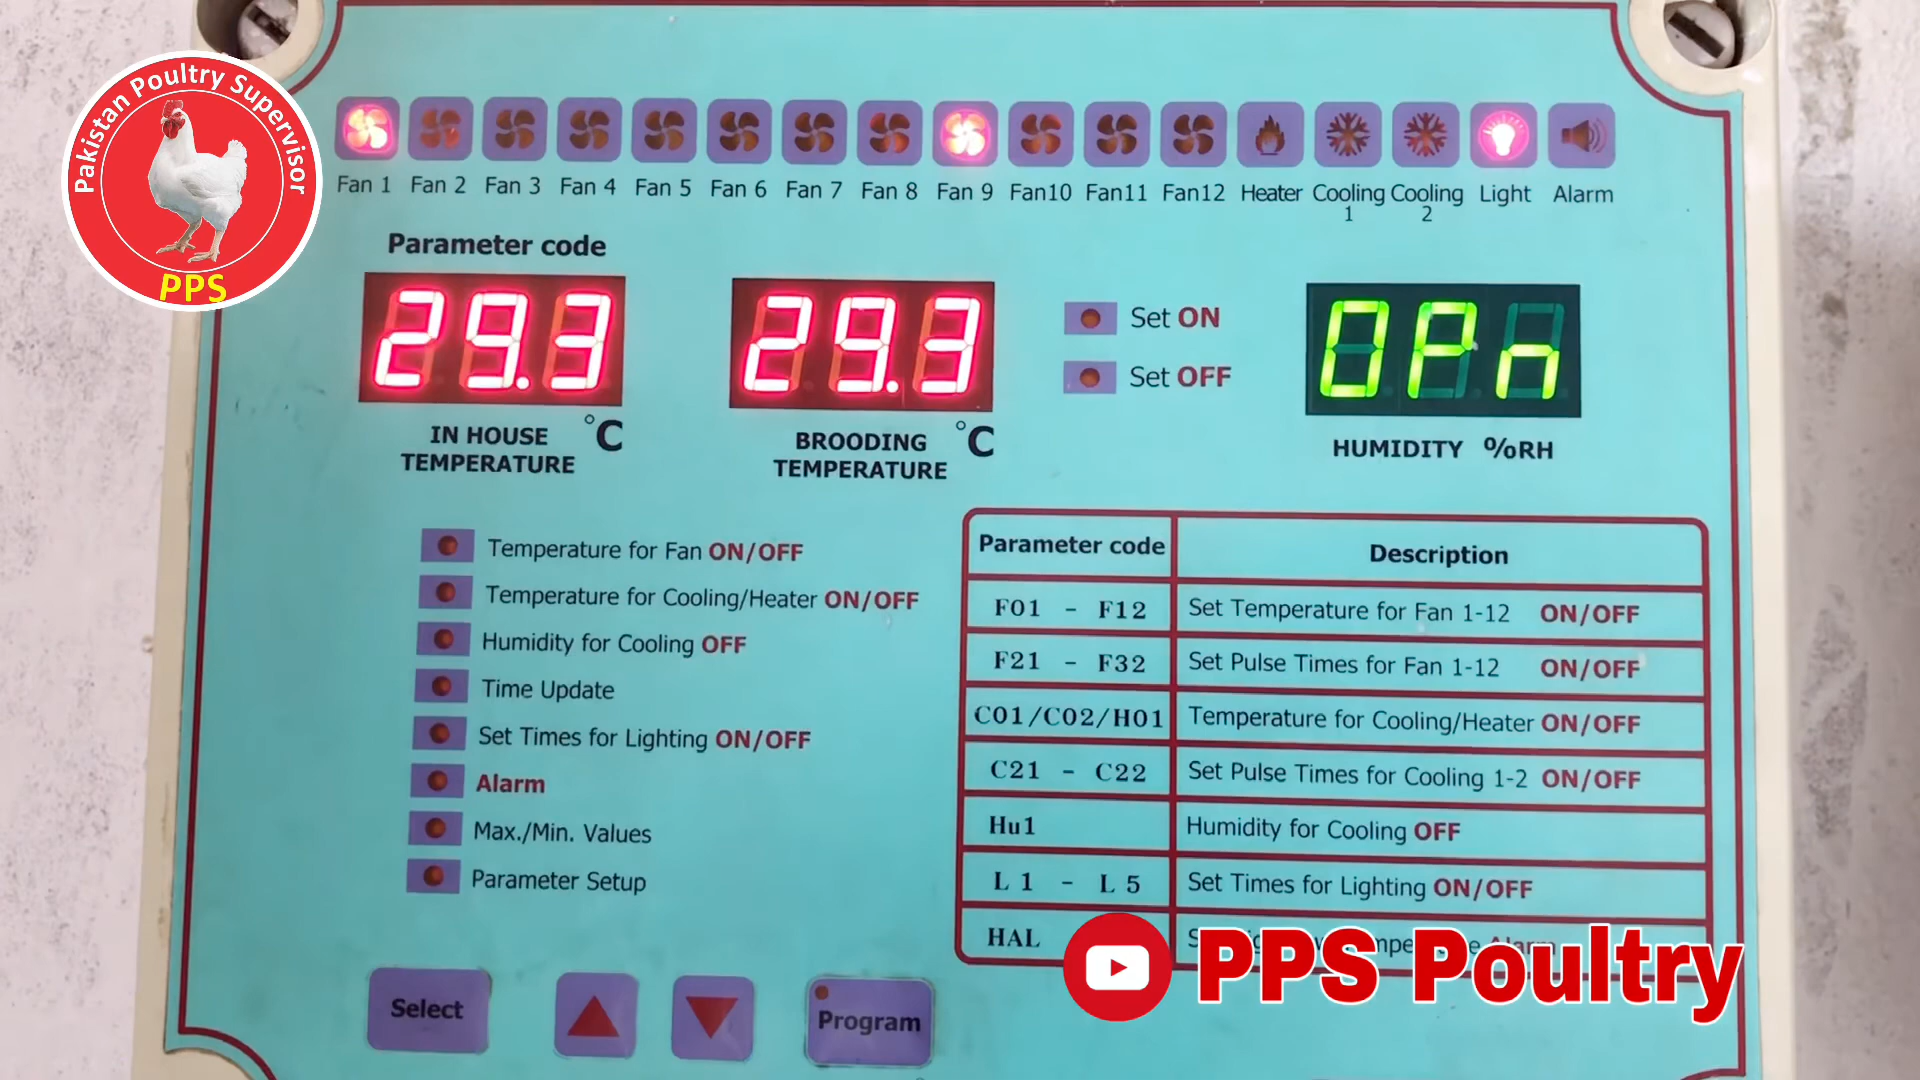 Pakistan Poultry Supervisor
PPS
Fan 1 Fan 2 Fan 3 Fan 4 Fan 5 Fan 6 Fan 7 Fan 8 Fan 9 Fan10 Fan11 Fan12 Heater Cooling 1 Cooling 2 Light Alarm
Parameter code
29.3
29.3
Set ON
Set OFF
OPn
°C
IN HOUSE
TEMPERATURE
°C
BROODING
TEMPERATURE
HUMIDITY %RH
Temperature for Fan ON/OFF
Temperature for Cooling/Heater ON/OFF
Humidity for Cooling OFF
Time Update
Set Times for Lighting ON/OFF
Alarm
Max./Min. Values
Parameter Setup
Parameter code Description
F01 - F12 Set Temperature for Fan 1-12 ON/OFF
F21 - F32 Set Pulse Times for Fan 1-12 ON/OFF
C01/C02/H01 Temperature for Cooling/Heater ON/OFF
C21 - C22 Set Pulse Times for Cooling 1-2 ON/OFF
Hu1 Humidity for Cooling OFF
L 1 - L 5 Set Times for Lighting ON/OFF
HAL
PPS Poultry
Select
Program